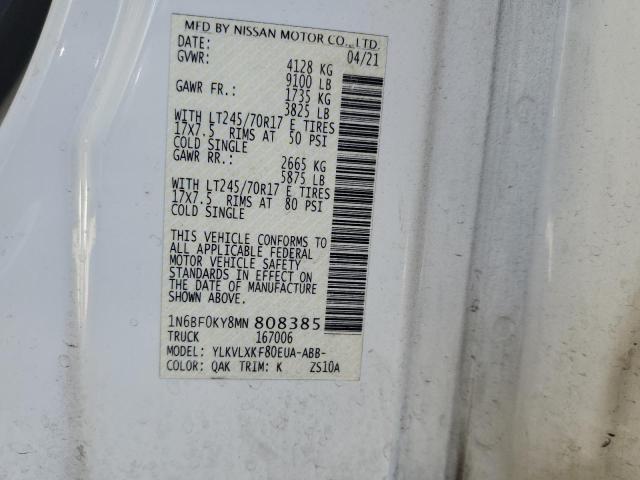 MFD BY NISSAN MOTOR CO.,LTD.
DATE: 04/21
GVWR: 4128 KG
9100 LB
GAWR FR.: 1735 KG
3825 LB
WITH LT245/70R17 E TIRES
17X7.5 RIMS AT 50 PSI
COLD SINGLE
GAWR RR.: 2665 KG
5875 LB
WITH LT245/70R17 E TIRES
17X7.5 RIMS AT 80 PSI
COLD SINGLE
THIS VEHICLE CONFORMS TO
ALL APPLICABLE FEDERAL
MOTOR VEHICLE SAFETY
STANDARDS IN EFFECT ON
THE DATE OF MANUFACTURE
SHOWN ABOVE.
1N6BF0KY8MN 808385
TRUCK 167006
MODEL: YLKVLXKF80EUA-ABB-
COLOR: QAK TRIM: K ZS10A